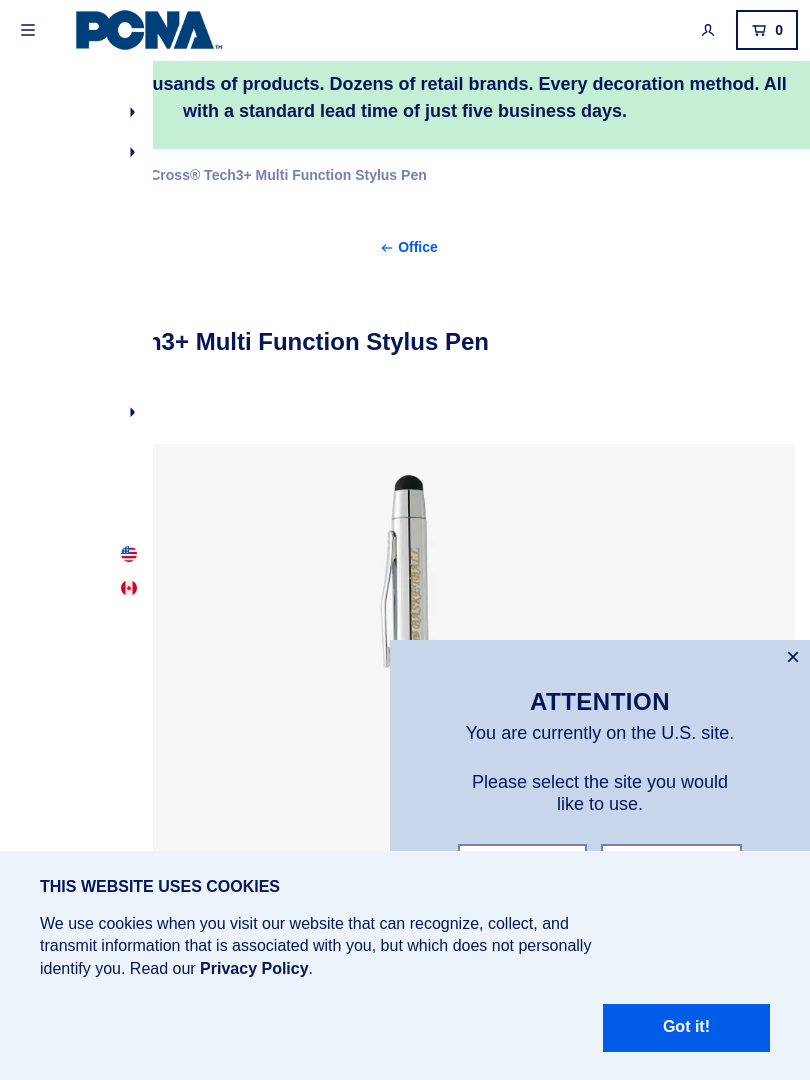 PCNA™
0
usands of products. Dozens of retail brands. Every decoration method. All
with a standard lead time of just five business days.
Cross® Tech3+ Multi Function Stylus Pen
← Office
h3+ Multi Function Stylus Pen
BASKETBALL
×
ATTENTION
You are currently on the U.S. site.
Please select the site you would
like to use.
THIS WEBSITE USES COOKIES
We use cookies when you visit our website that can recognize, collect, and
transmit information that is associated with you, but which does not personally
identify you. Read our Privacy Policy.
Got it!